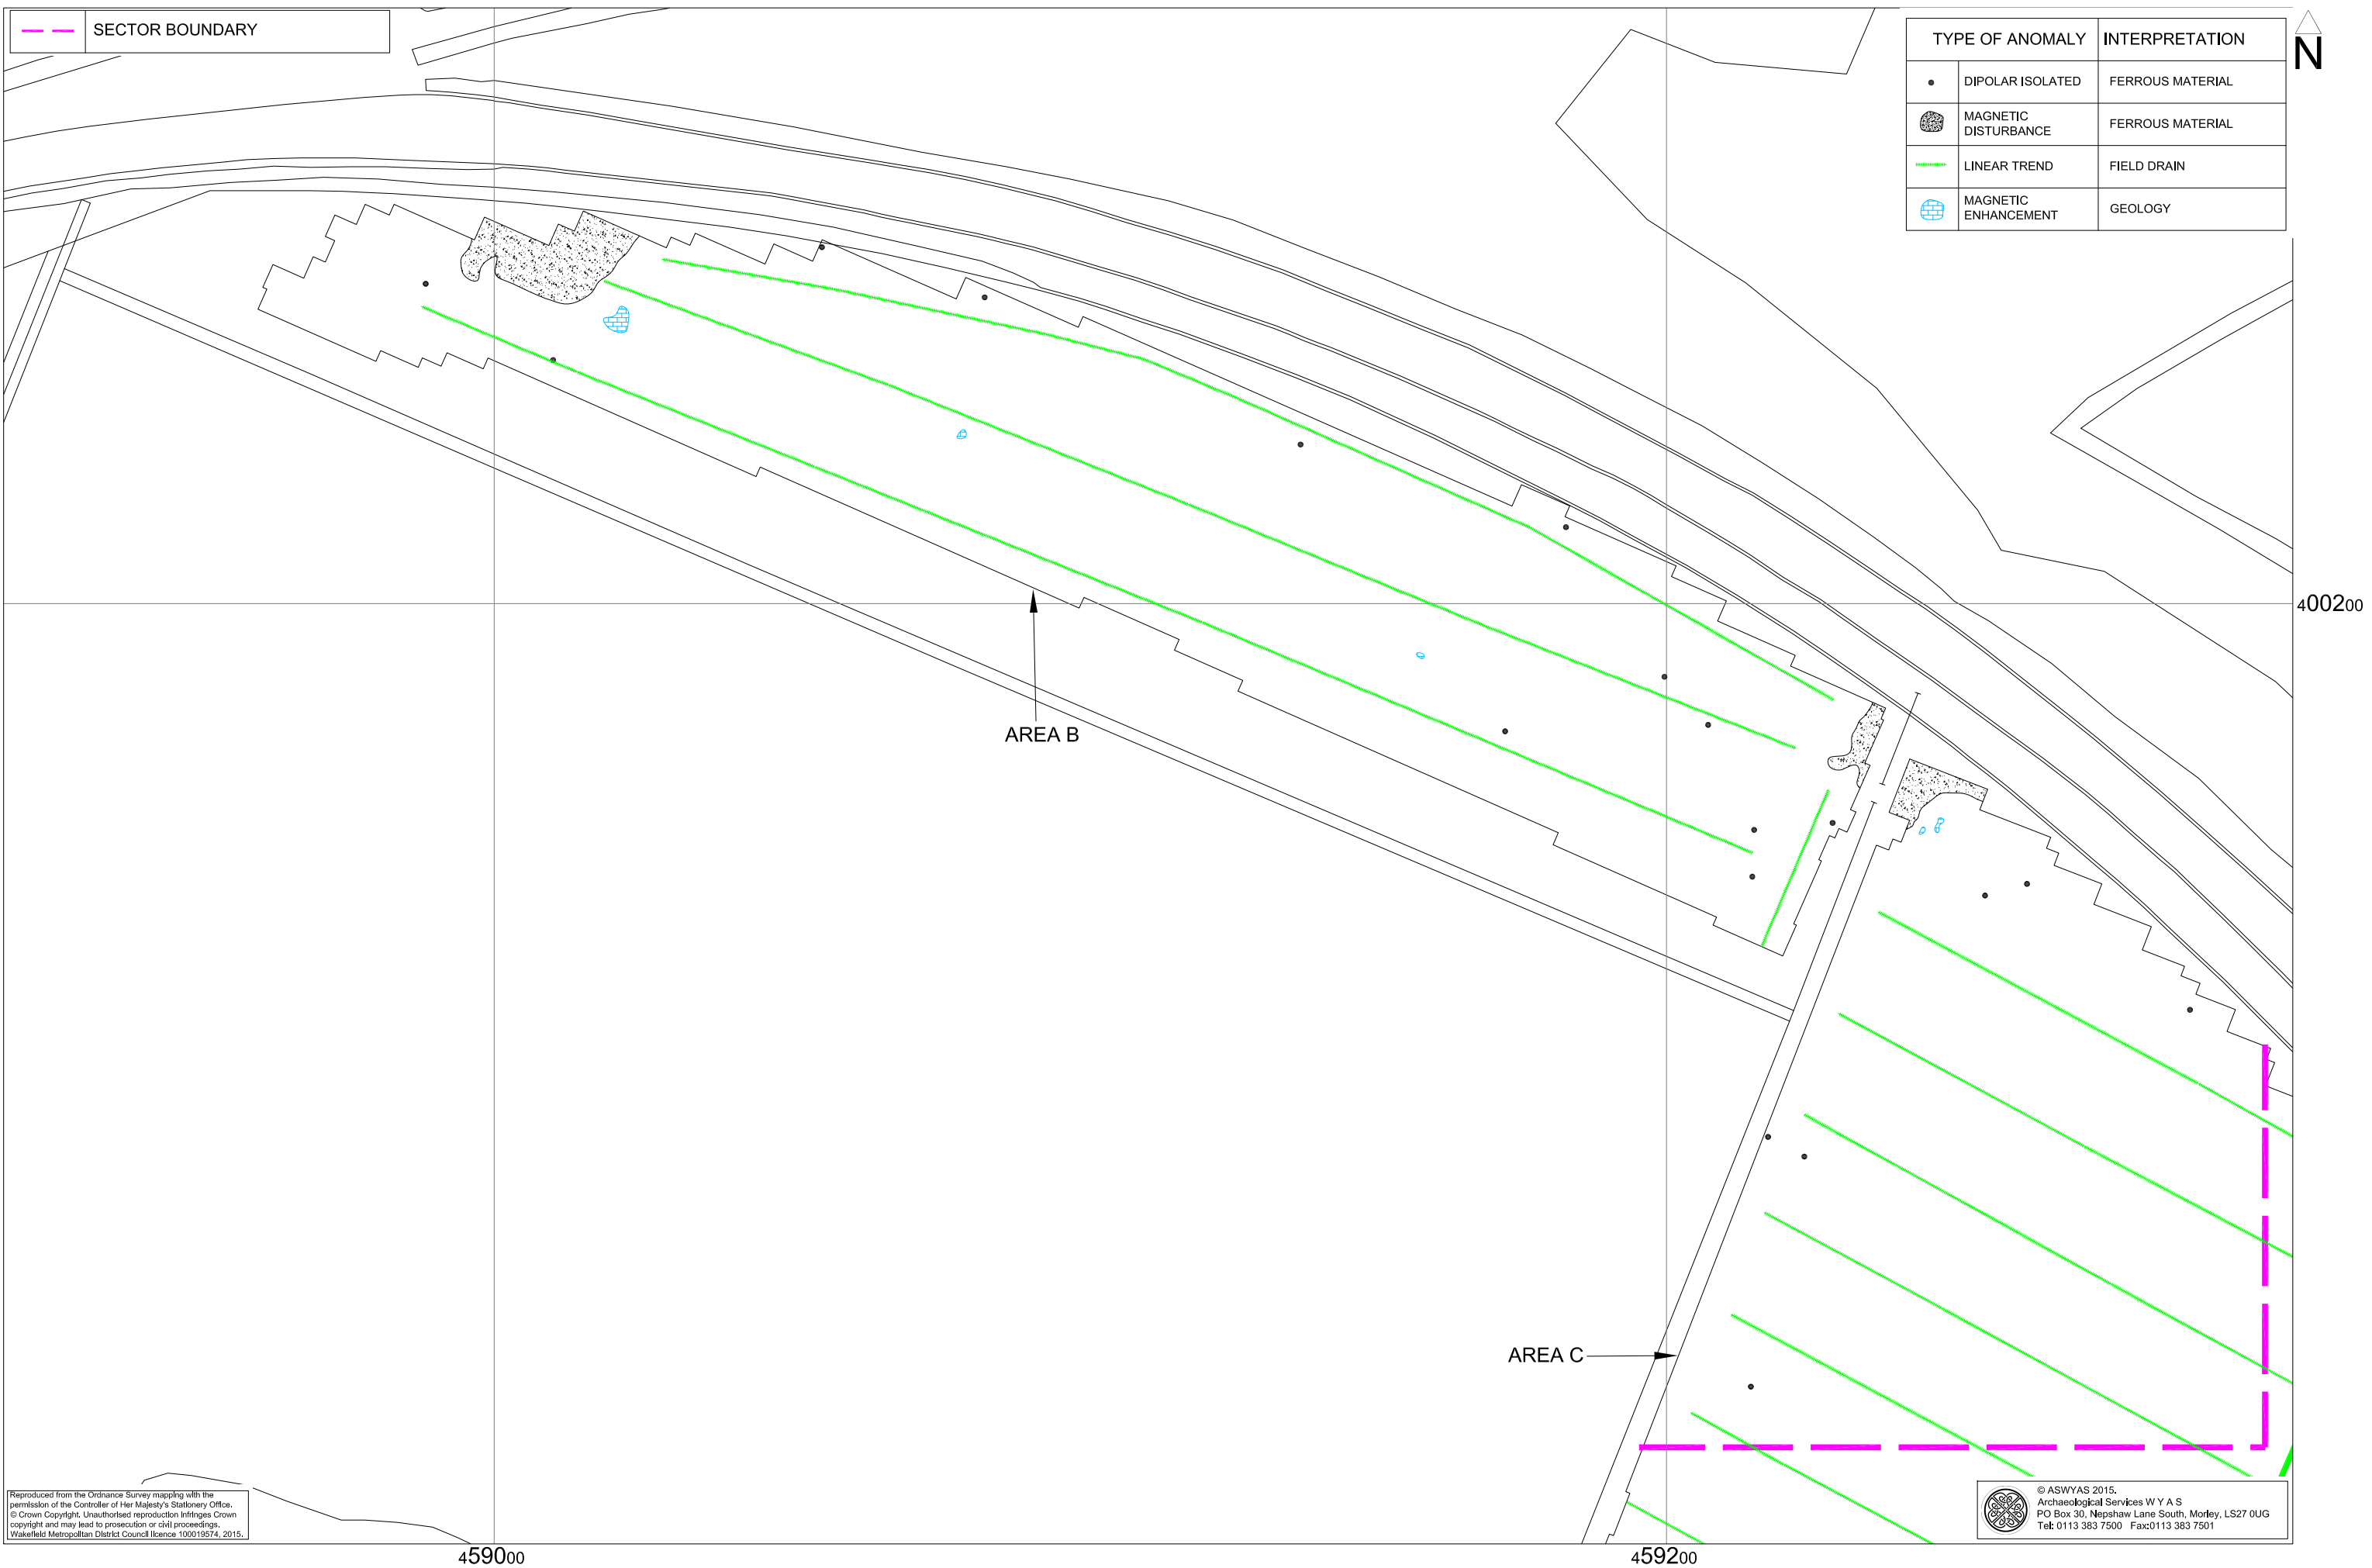 SECTOR BOUNDARY
TYPE OF ANOMALY INTERPRETATION
DIPOLAR ISOLATED FERROUS MATERIAL
MAGNETIC
DISTURBANCE
FERROUS MATERIAL
LINEAR TREND FIELD DRAIN
MAGNETIC
ENHANCEMENT
GEOLOGY
N
400200
AREA B
AREA C
Reproduced from the Ordnance Survey mapping with the
permission of the Controller of Her Majesty's Stationery Office.
© Crown Copyright. Unauthorised reproduction infringes Crown
copyright and may lead to prosecution or civil proceedings.
Wakefield Metropolitan District Council licence 100019574, 2015.
© ASWYAS 2015.
Archaeological Services W Y A S
PO Box 30, Nepshaw Lane South, Morley, LS27 0UG
Tel: 0113 383 7500 Fax:0113 383 7501
459000
459200